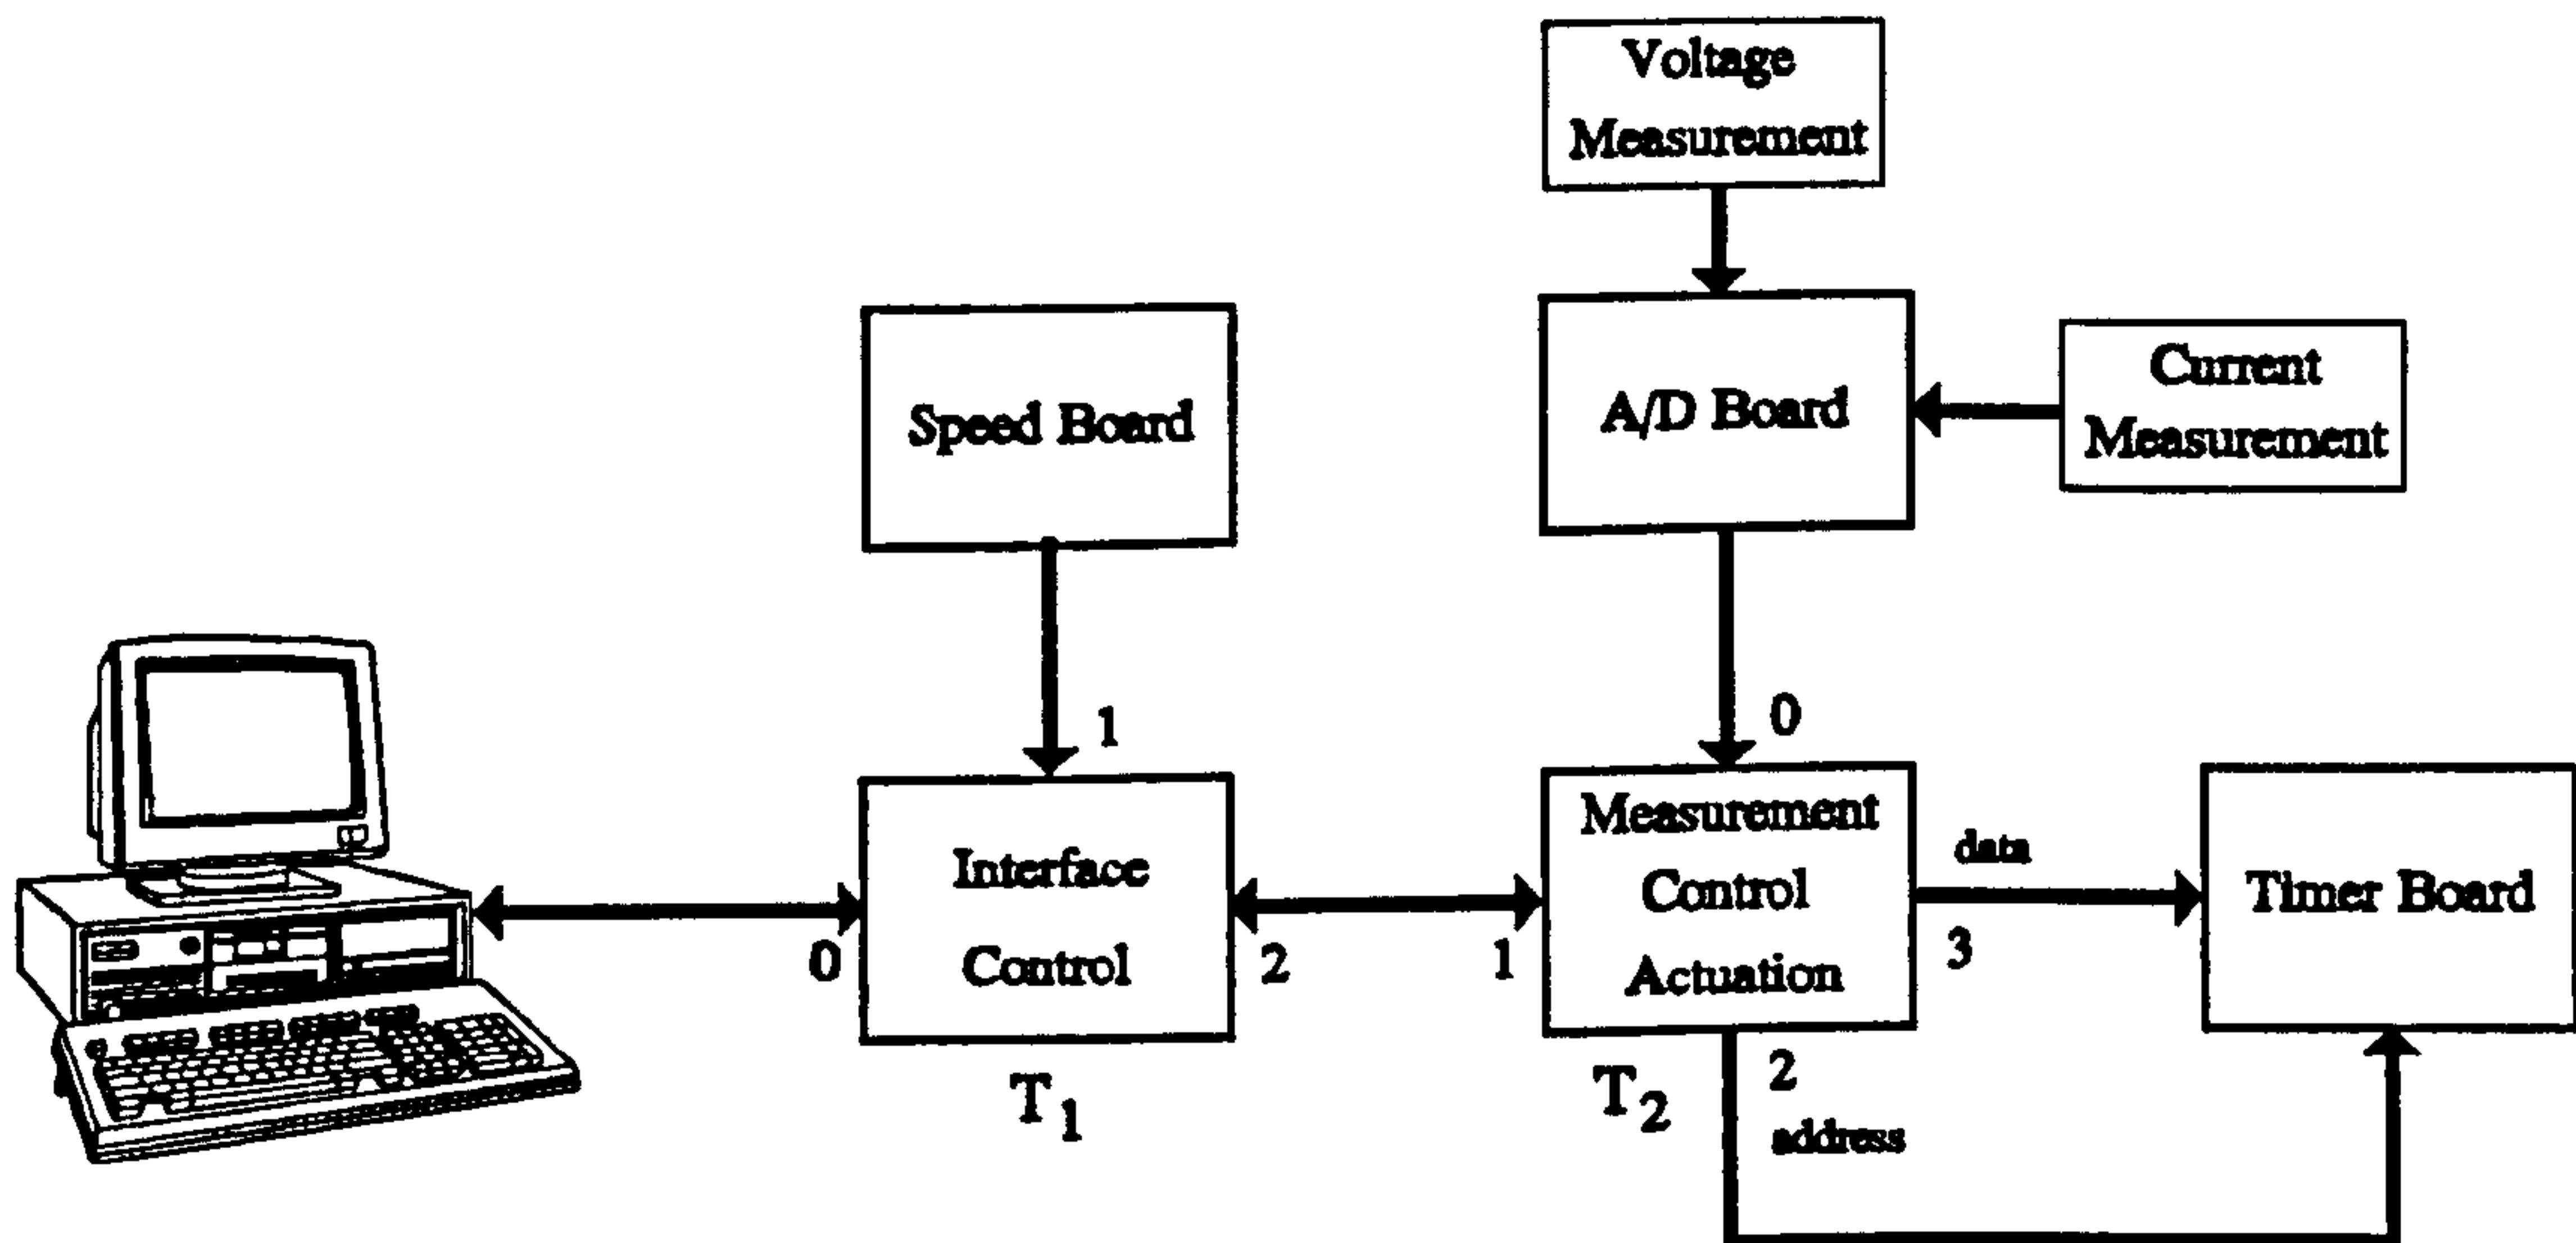 Voltage
Measurement
Speed Board
A/D Board
Current
Measurement
1
0
Interface
Control
0
2
T1
Measurement
Control
Actuation
1
T2
data
3
2
address
Timer Board